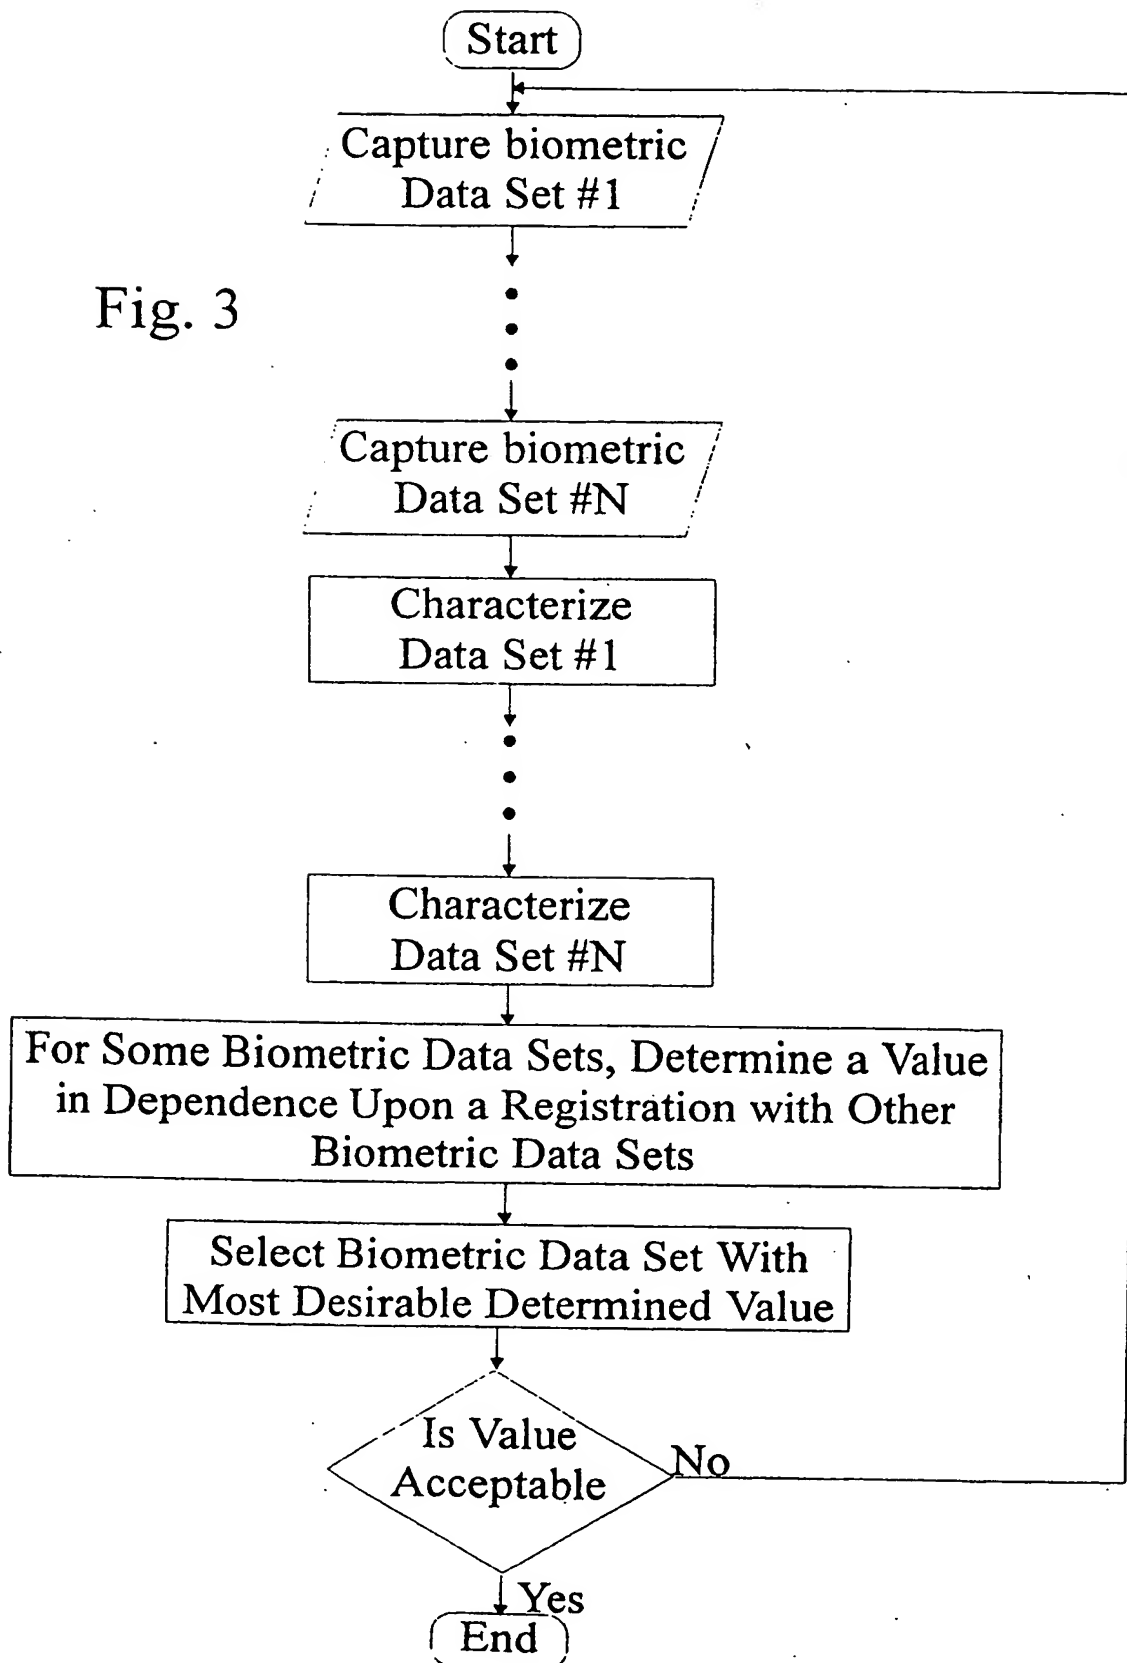 Start
Capture biometric
Data Set #1
Fig. 3
Capture biometric
Data Set #N
Characterize
Data Set #1
Characterize
Data Set #N
For Some Biometric Data Sets, Determine a Value
in Dependence Upon a Registration with Other
Biometric Data Sets
Select Biometric Data Set With
Most Desirable Determined Value
Is Value
Acceptable
No
Yes
End